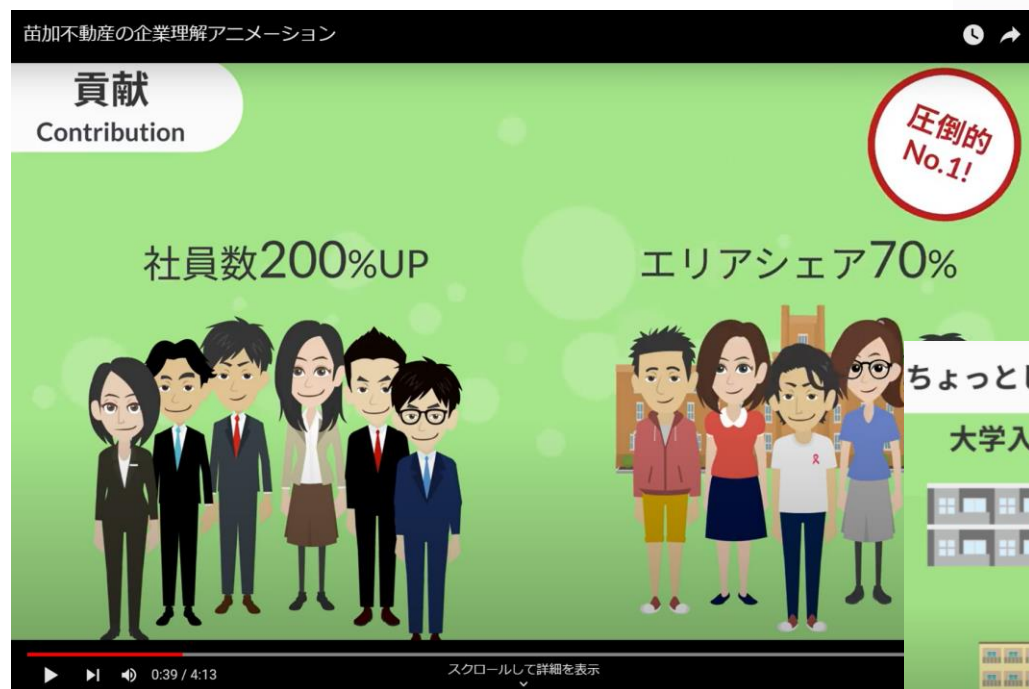 苗加不動産の企業理解アニメーション
貢献
Contribution
圧倒的
No.1!
社員数200%UP
エリアシェア70%
ちょっと
大学入
0:39 / 4:13
スクロールして詳細を表示